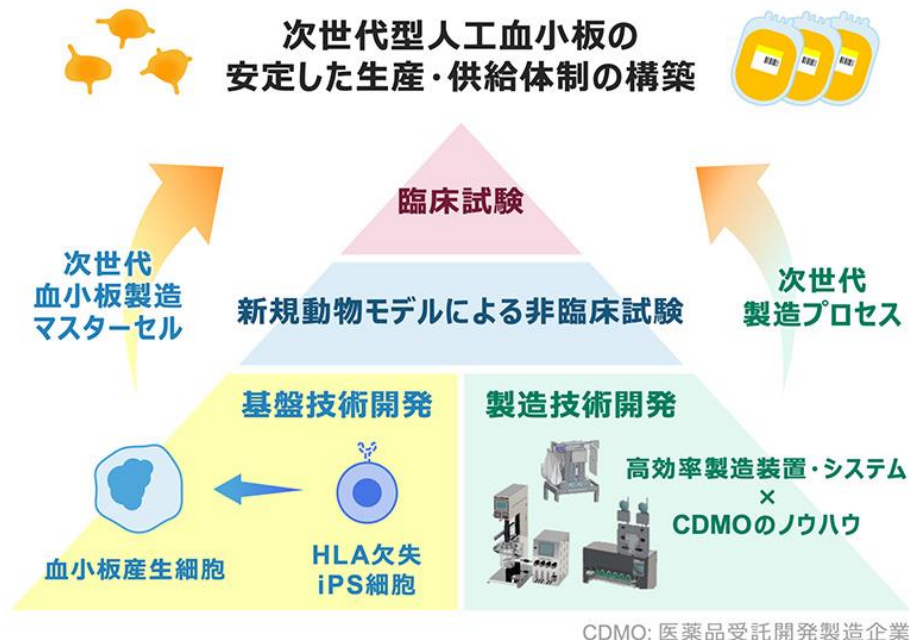 次世代型人工血小板の
安定した生産・供給体制の構築
臨床試験
次世代
血小板製造
マスターセル
新規動物モデルによる非臨床試験
次世代
製造プロセス
基盤技術開発
製造技術開発
高効率製造装置・システム
×
CDMOのノウハウ
血小板産生細胞
HLA欠失
iPS細胞
CDMO: 医薬品受託開発製造企業